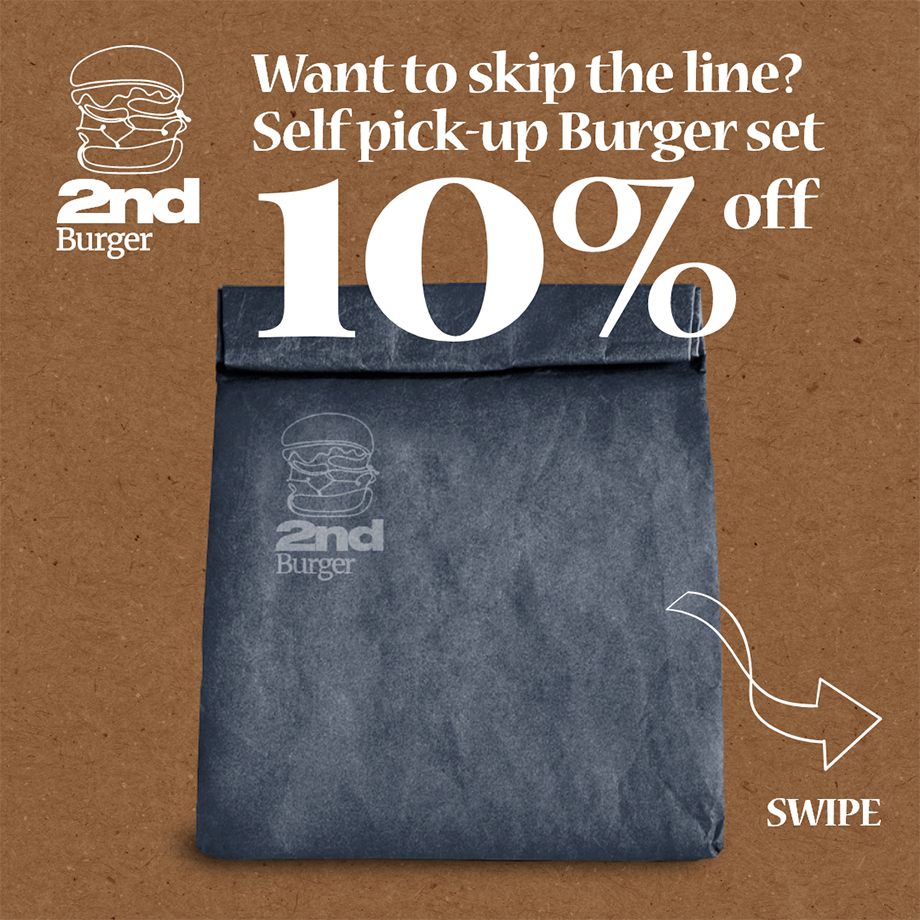 Want to skip the line?
Self pick-up Burger set
10% off
2nd
Burger
2nd
Burger
SWIPE